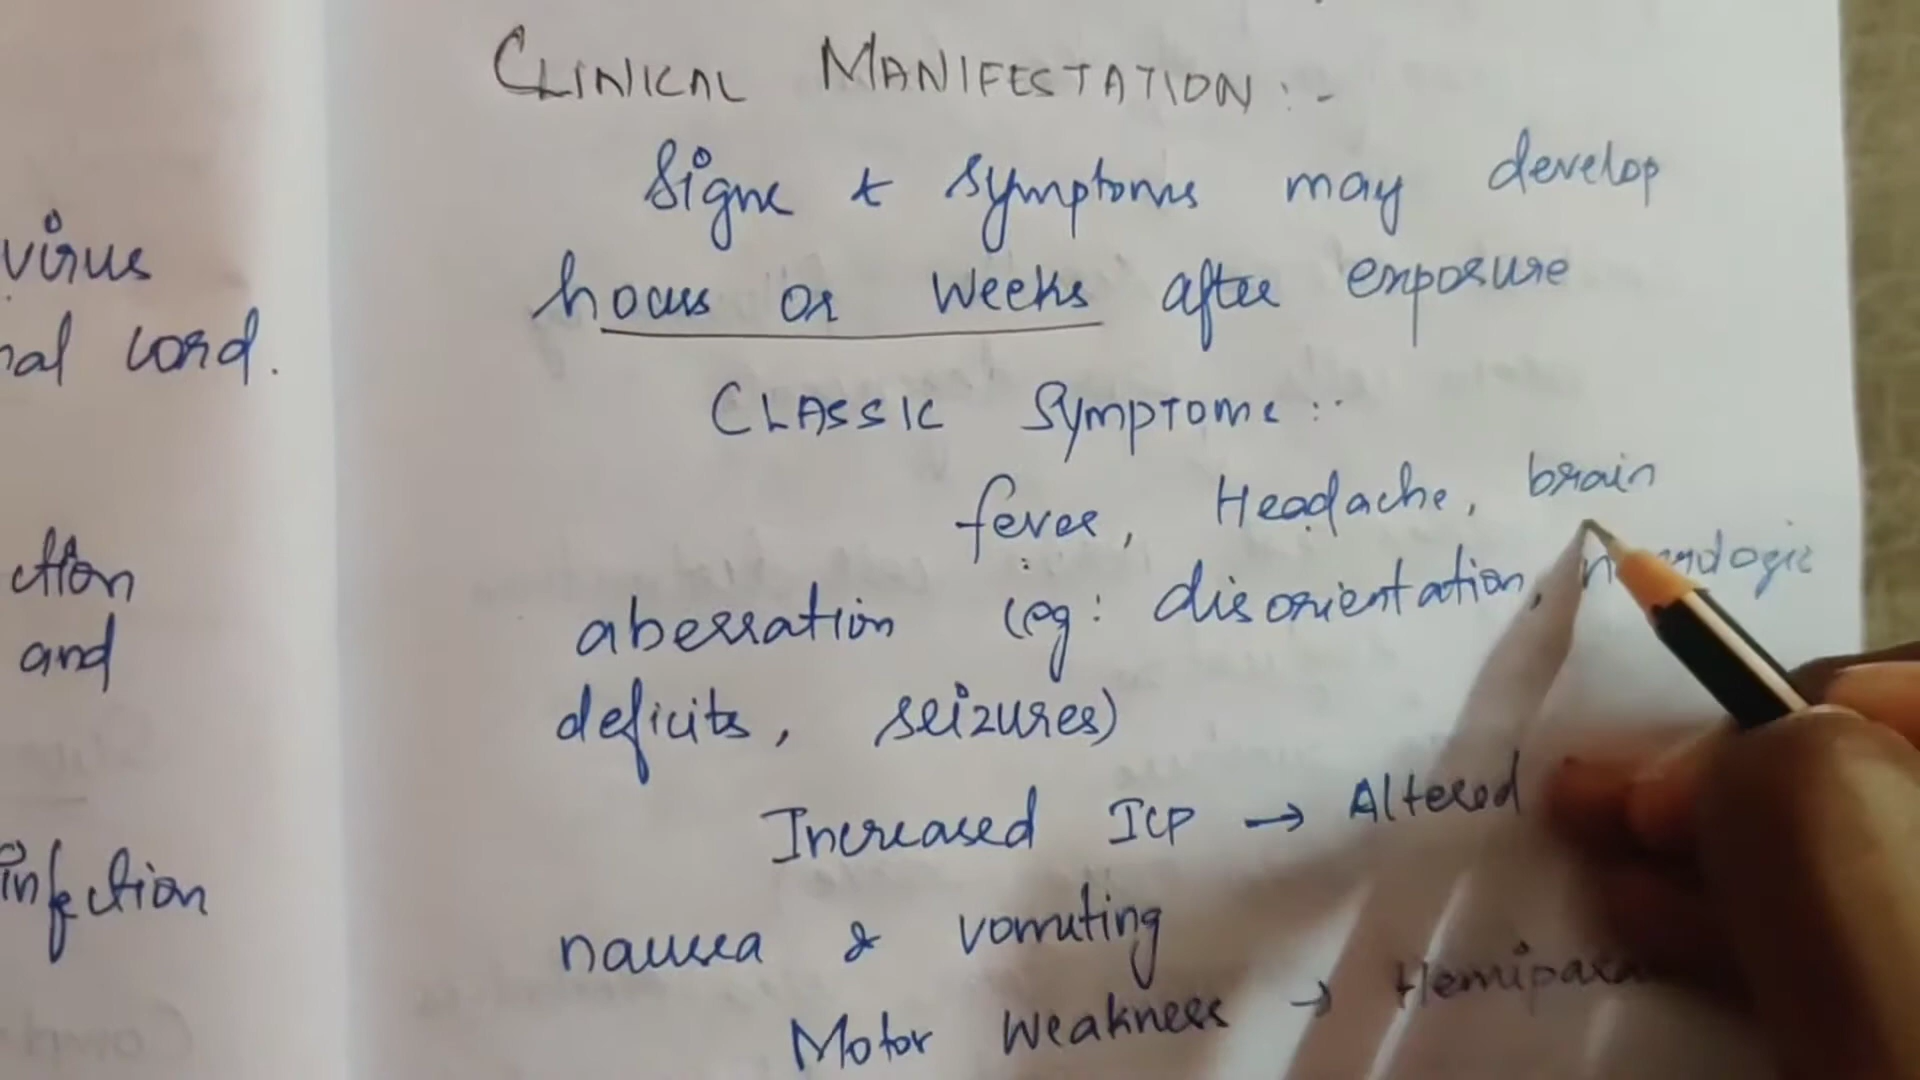 CLINICAL MANIFESTATION :-
Signs & symptoms may develop
hours or weeks after exposure
CLASSIC Symptoms :-
fever, Headache, brain
aberration (eg: disorientation,
deficits, seizures)
Increased ICP → Altered
nausea & vomiting
Motor Weakness →
virus
cord.
and
infection